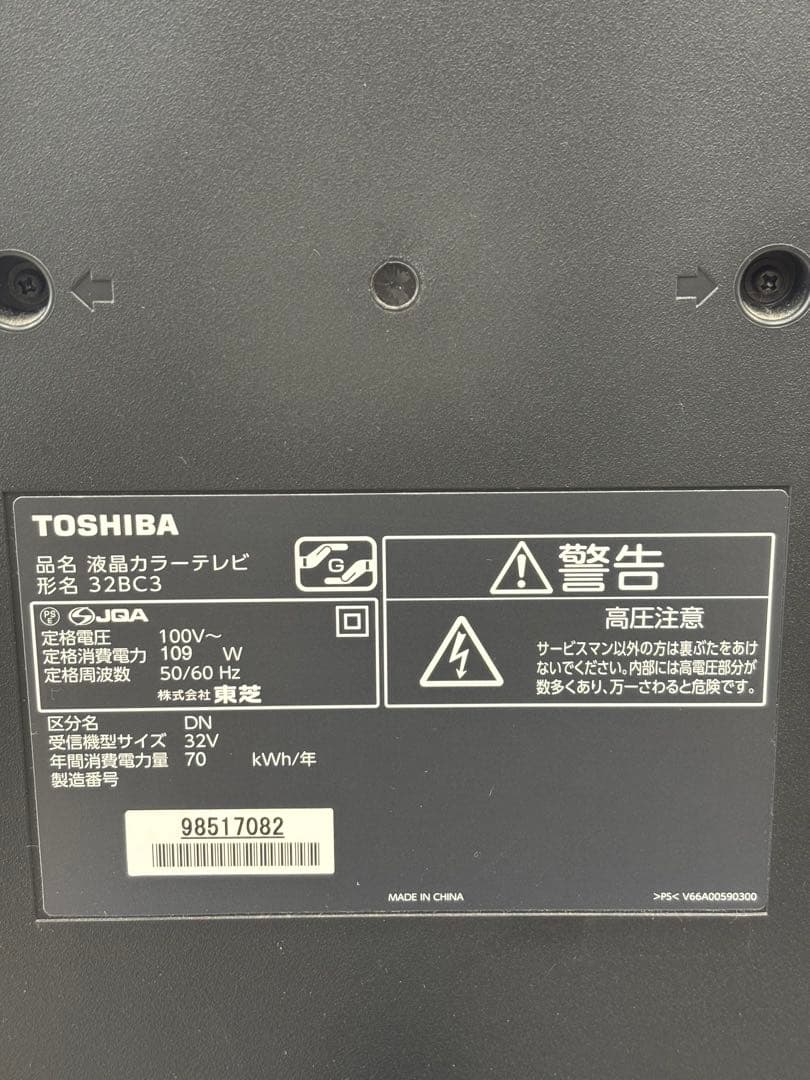 TOSHIBA
品名 液晶カラーテレビ
形名 32BC3
G
PS
E
JQA
定格電圧 100V～
定格消費電力 109 W
定格周波数 50/60 Hz
株式会社 東芝
区分名 DN
受信機型サイズ 32V
年間消費電力量 70 kWh/年
製造番号
98517082
警告
高圧注意
サービスマン以外の方は裏ぶたをあけ
ないでください。内部には高電圧部分が
数多くあり、万一さわると危険です。
MADE IN CHINA
>PS< V66A00590300